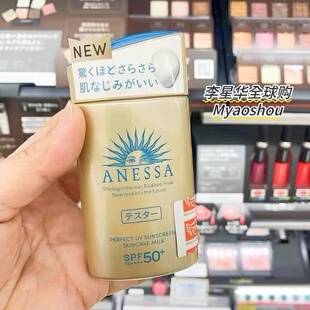 NEW
驚くほどさらさら
肌なじみがいい
李星华全球购
Myaoshou
ANESSA
テスター
PERFECT UV SUNSCREEN
SKINCARE MILK
SPF50+
PA++++